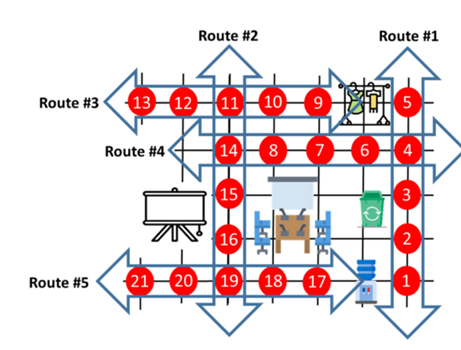 Route #2
Route #1
Route #3
13 12 11 10 9 5
Route #4
14 8 7 6 4
15 3
16 2
Route #5
21 20 19 18 17 1